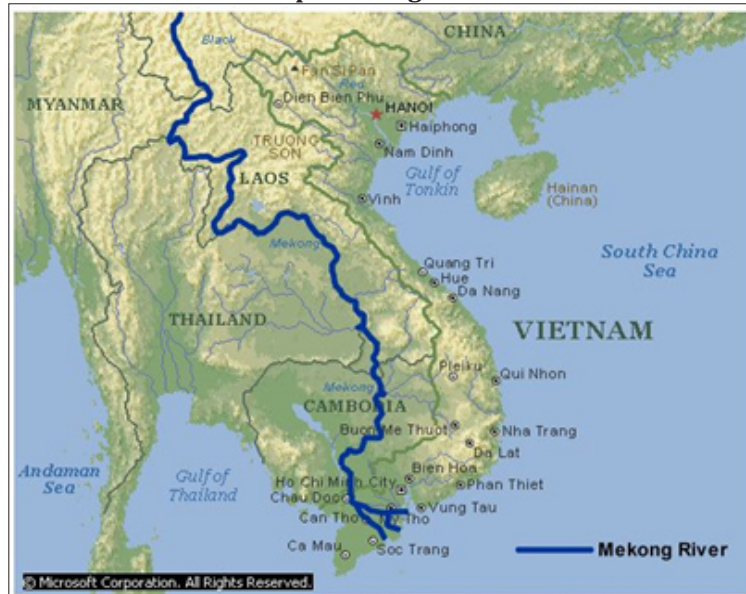 CHINA
Black
Fan Si Pan
Red
MYANMAR
Dien Bien Phu
HANOI
Haiphong
TRUONG
SON
Nam Dinh
LAOS
Gulf of
Tonkin
Hainan
(China)
Vinh
Mekong
South China
Sea
Quang Tri
Hue
Da Nang
THAILAND
VIETNAM
Pleiku
Qui Nhon
Mekong
CAMBODIA
Buon Me Thuot
Nha Trang
Da Lat
Andaman
Sea
Gulf of
Thailand
Bien Hoa
Ho Chi Minh City
Phan Thiet
Chau Doc
Vung Tau
Can Tho
My Tho
Ca Mau
Soc Trang
Mekong River
© Microsoft Corporation. All Rights Reserved.